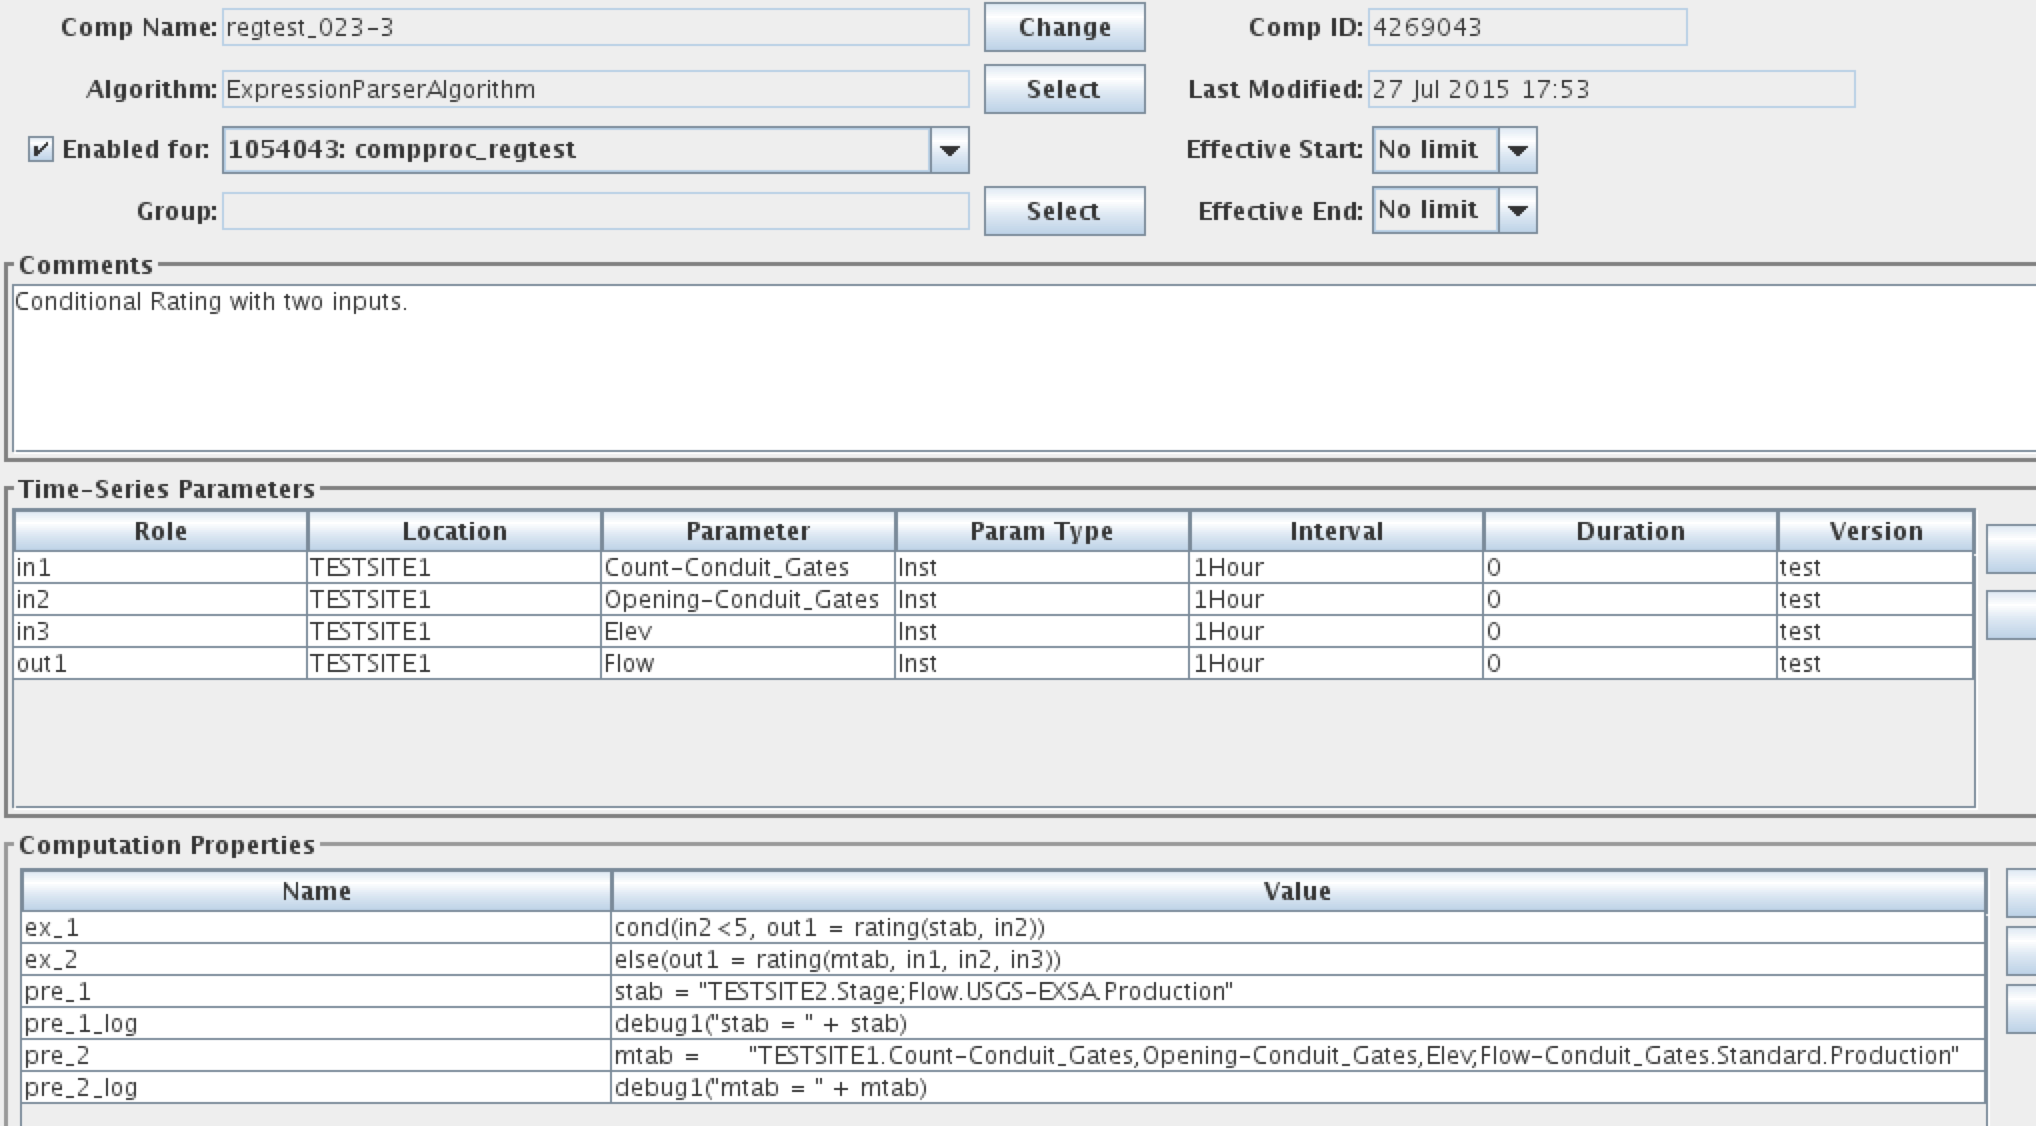 Comp Name: regtest_023-3 Change Comp ID: 4269043
Algorithm: ExpressionParserAlgorithm Select Last Modified: 27 Jul 2015 17:53
Enabled for: 1054043: compproc_regtest Effective Start: No limit
Group: Select Effective End: No limit
Comments
Conditional Rating with two inputs.
Time-Series Parameters
Role Location Parameter Param Type Interval Duration Version
in1 TESTSITE1 Count-Conduit_Gates Inst 1Hour 0 test
in2 TESTSITE1 Opening-Conduit_Gates Inst 1Hour 0 test
in3 TESTSITE1 Elev Inst 1Hour 0 test
out1 TESTSITE1 Flow Inst 1Hour 0 test
Computation Properties
Name Value
ex_1 cond(in2<5, out1 = rating(stab, in2))
ex_2 else(out1 = rating(mtab, in1, in2, in3))
pre_1 stab = "TESTSITE2.Stage;Flow.USGS-EXSA.Production"
pre_1_log debug1("stab = " + stab)
pre_2 mtab = "TESTSITE1.Count-Conduit_Gates,Opening-Conduit_Gates,Elev;Flow-Conduit_Gates.Standard.Production"
pre_2_log debug1("mtab = " + mtab)